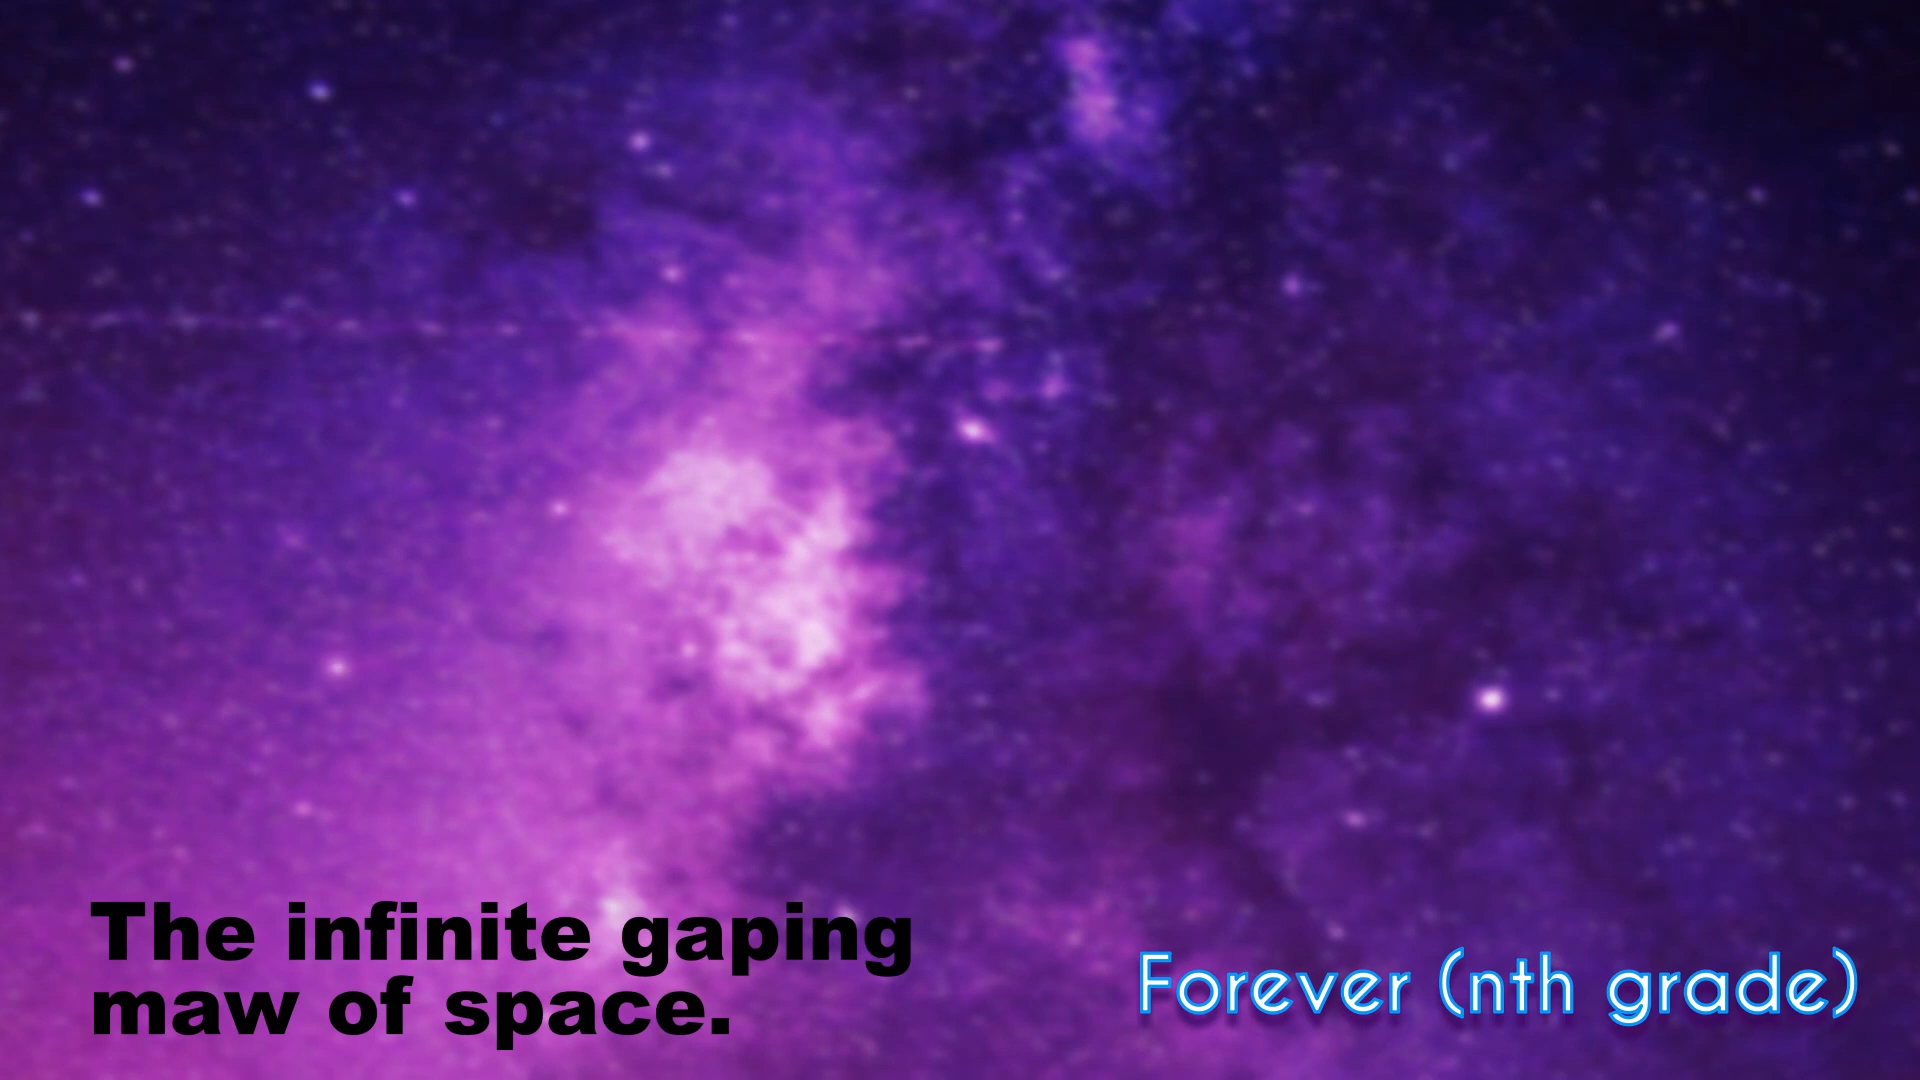 The infinite gaping
maw of space.
Forever (nth grade)